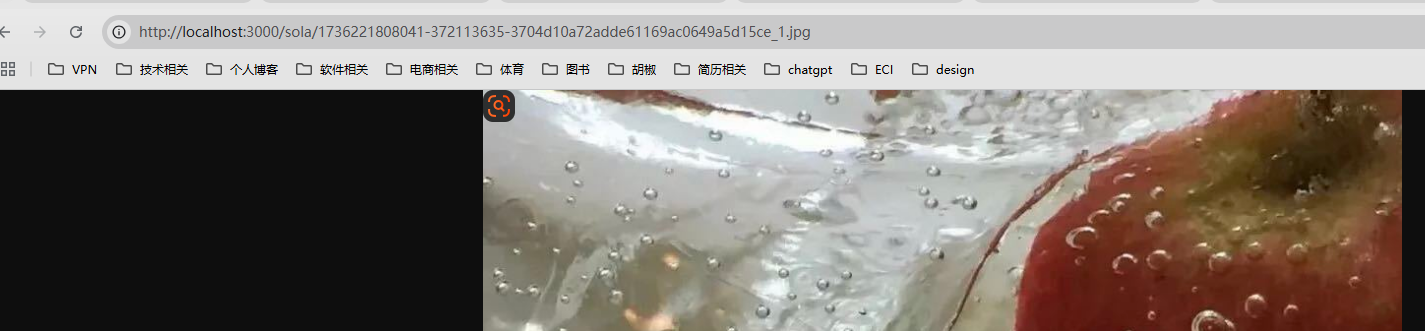 http://localhost:3000/sola/1736221808041-372113635-3704d10a72adde61169ac0649a5d15ce_1.jpg
VPN 技术相关 个人博客 软件相关 电商相关 体育 图书 胡椒 简历相关 chatgpt ECI design